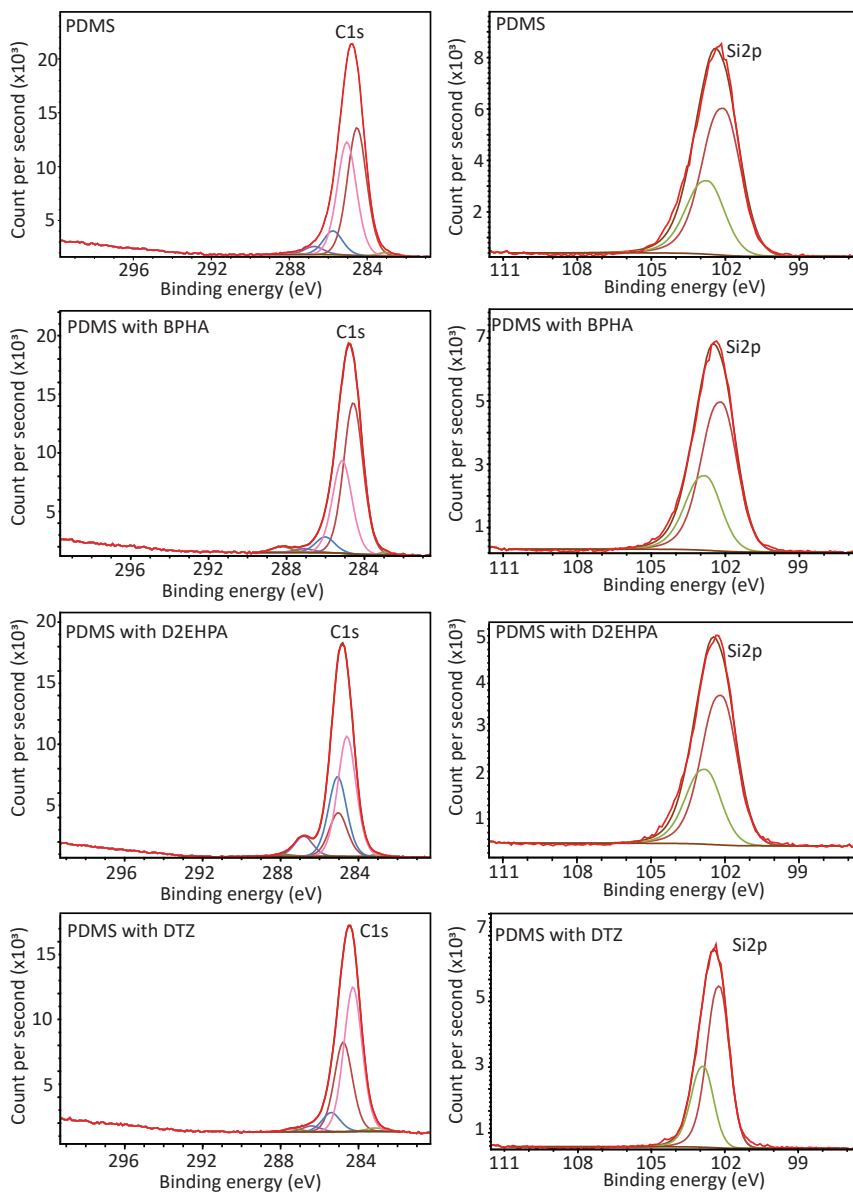 PDMS
C1s
Count per second (x10³)
20
15
10
5
296
292
288
284
Binding energy (eV)
PDMS
Si2p
Count per second (x10³)
8
6
4
2
111
108
105
102
99
Binding energy (eV)
PDMS with BPHA
C1s
Count per second (x10³)
20
15
10
5
296
292
288
284
Binding energy (eV)
PDMS with BPHA
Si2p
Count per second (x10³)
7
5
3
1
111
108
105
102
99
Binding energy (eV)
PDMS with D2EHPA
C1s
Count per second (x10³)
20
15
10
5
296
292
288
284
Binding energy (eV)
PDMS with D2EHPA
Si2p
Count per second (x10³)
5
4
3
2
1
111
108
105
102
99
Binding energy (eV)
PDMS with DTZ
C1s
Count per second (x10³)
15
10
5
296
292
288
284
Binding energy (eV)
PDMS with DTZ
Si2p
Count per second (x10³)
7
5
3
1
111
108
105
102
99
Binding energy (eV)